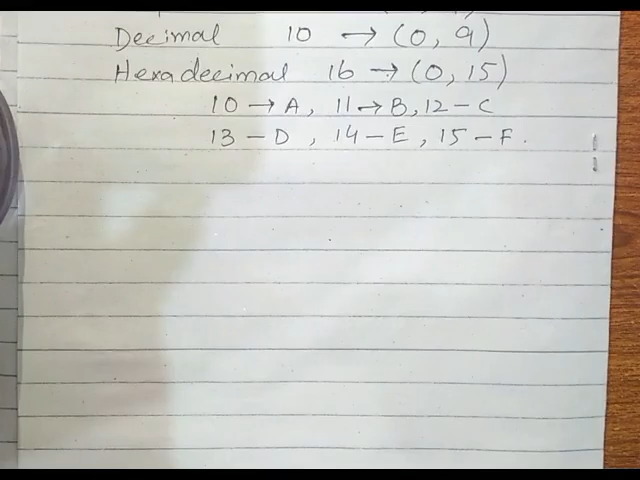 Decimal 10 → (0, 9)
Hexadecimal 16 → (0, 15)
10 → A, 11 → B, 12 - C
13 - D, 14 - E, 15 - F.